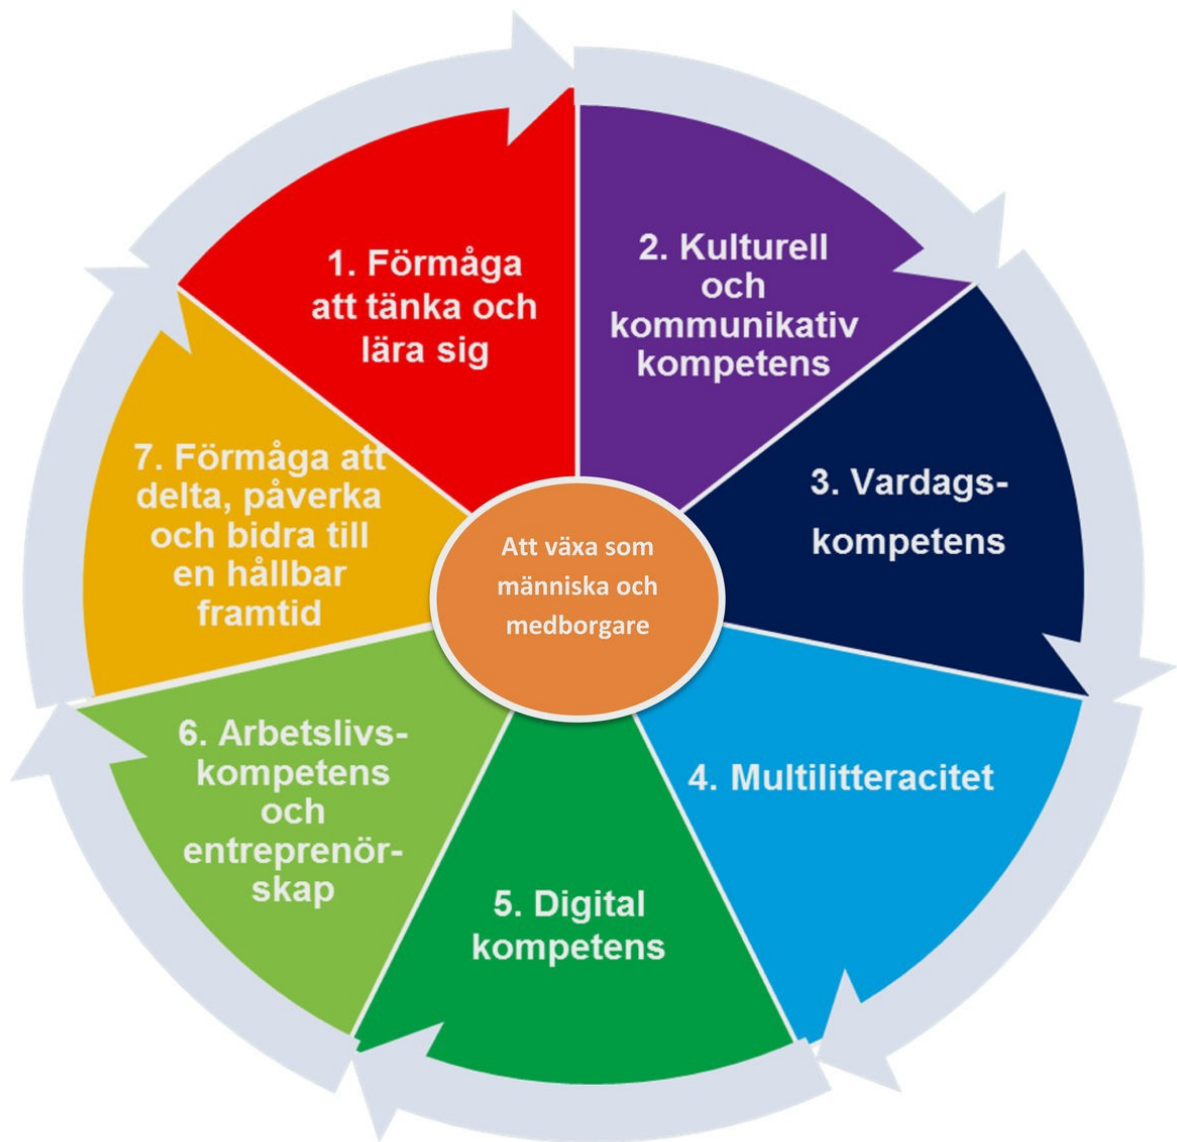 1. Förmåga
att tänka och
lära sig
2. Kulturell
och
kommunikativ
kompetens
3. Vardags-
kompetens
4. Multilitteracitet
5. Digital
kompetens
6. Arbetslivs-
kompetens
och
entreprenör-
skap
7. Förmåga att
delta, påverka
och bidra till
en hållbar
framtid
Att växa som
människa och
medborgare